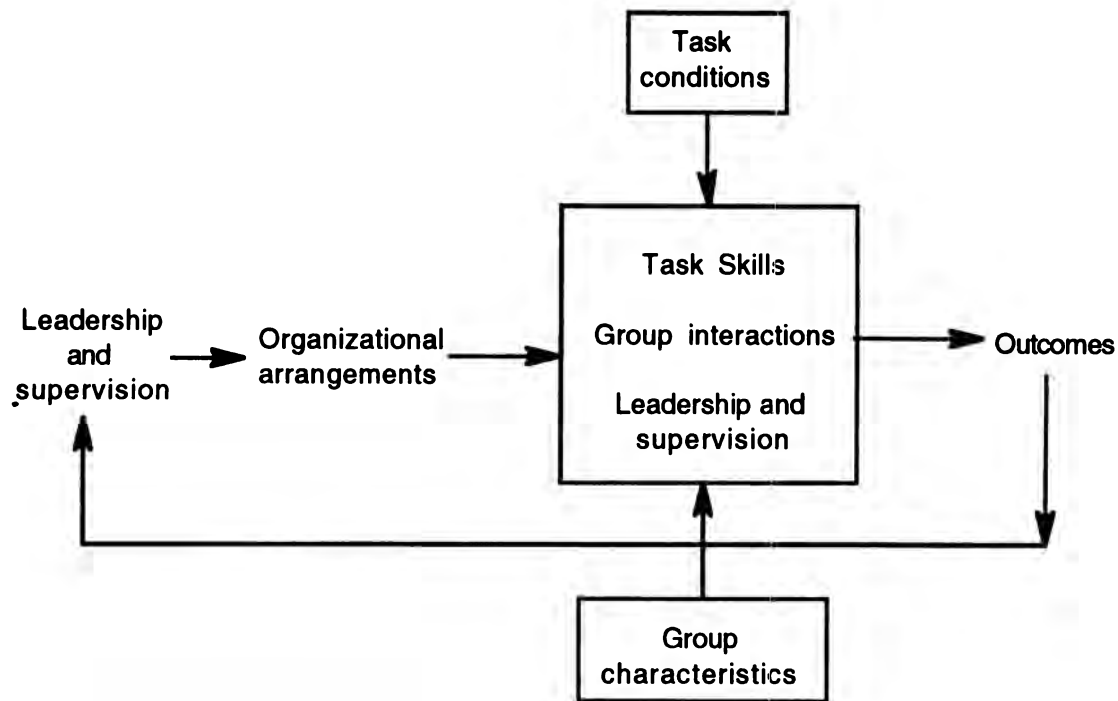 Task
conditions
Task Skills
Group interactions
Leadership and
supervision
Leadership
and
supervision
Organizational
arrangements
Outcomes
Group
characteristics